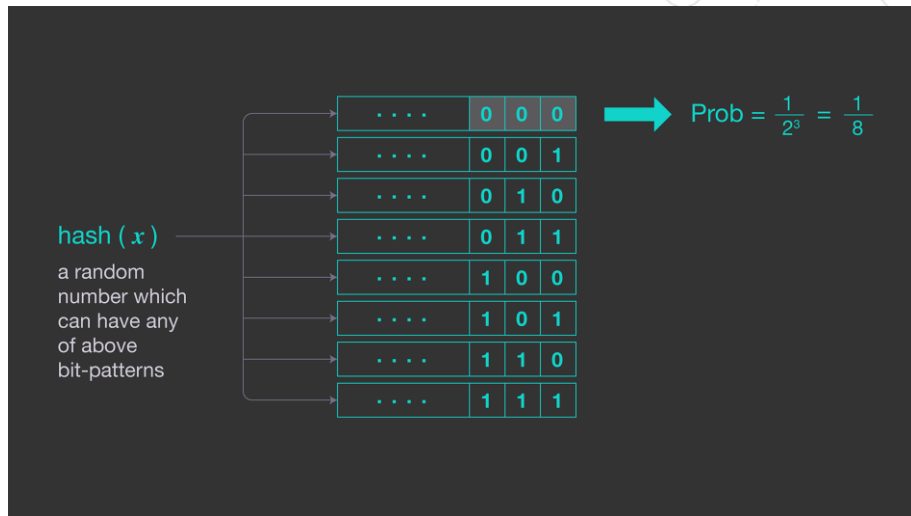 . . . . 0 0 0
Prob = 1/2³ = 1/8
. . . . 0 0 1
. . . . 0 1 0
hash ( x )
. . . . 0 1 1
a random
number which
can have any
of above
bit-patterns
. . . . 1 0 0
. . . . 1 0 1
. . . . 1 1 0
. . . . 1 1 1